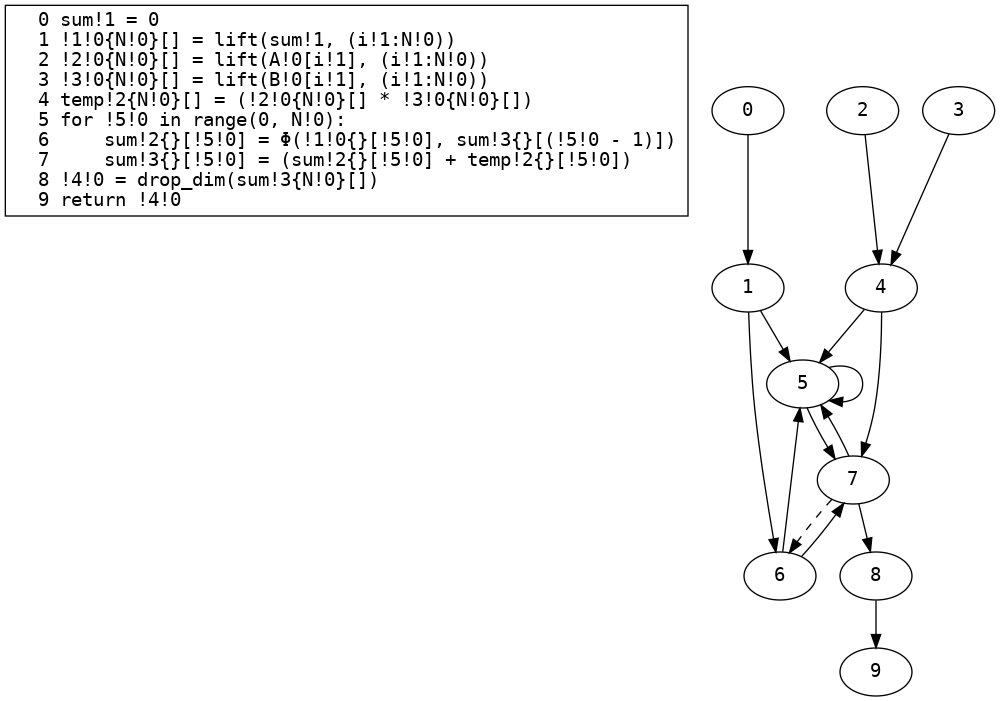 0 sum!1 = 0
1 !1!0{N!0}[] = lift(sum!1, (i!1:N!0))
2 !2!0{N!0}[] = lift(A!0[i!1], (i!1:N!0))
3 !3!0{N!0}[] = lift(B!0[i!1], (i!1:N!0))
4 temp!2{N!0}[] = (!2!0{N!0}[] * !3!0{N!0}[])
5 for !5!0 in range(0, N!0):
6     sum!2{}[!5!0] = Φ(!1!0{}[!5!0], sum!3{}[(!5!0 - 1)])
7     sum!3{}[!5!0] = (sum!2{}[!5!0] + temp!2{}[!5!0])
8 !4!0 = drop_dim(sum!3{N!0}[])
9 return !4!0
0
2
3
1
4
5
7
6
8
9